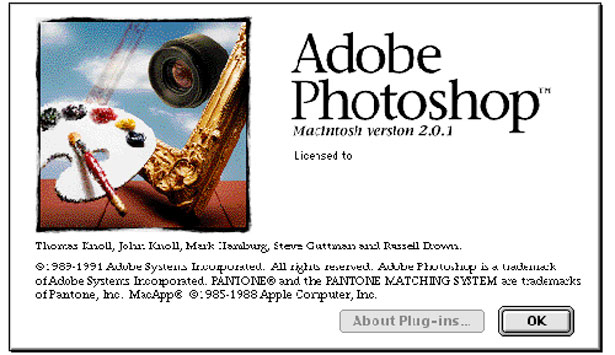 Adobe
Photoshop™
Macintosh version 2.0.1
Licensed to
Thomas Knoll, John Knoll, Mark Hamburg, Steve Guttman and Russell Brown.
©1989-1991 Adobe Systems Incorporated. All rights reserved. Adobe Photoshop is a trademark
of Adobe Systems Incorporated. PANTONE® and the PANTONE MATCHING SYSTEM are trademarks
of Pantone, Inc. MacApp® ©1985-1988 Apple Computer, Inc.
About Plug-ins...
OK